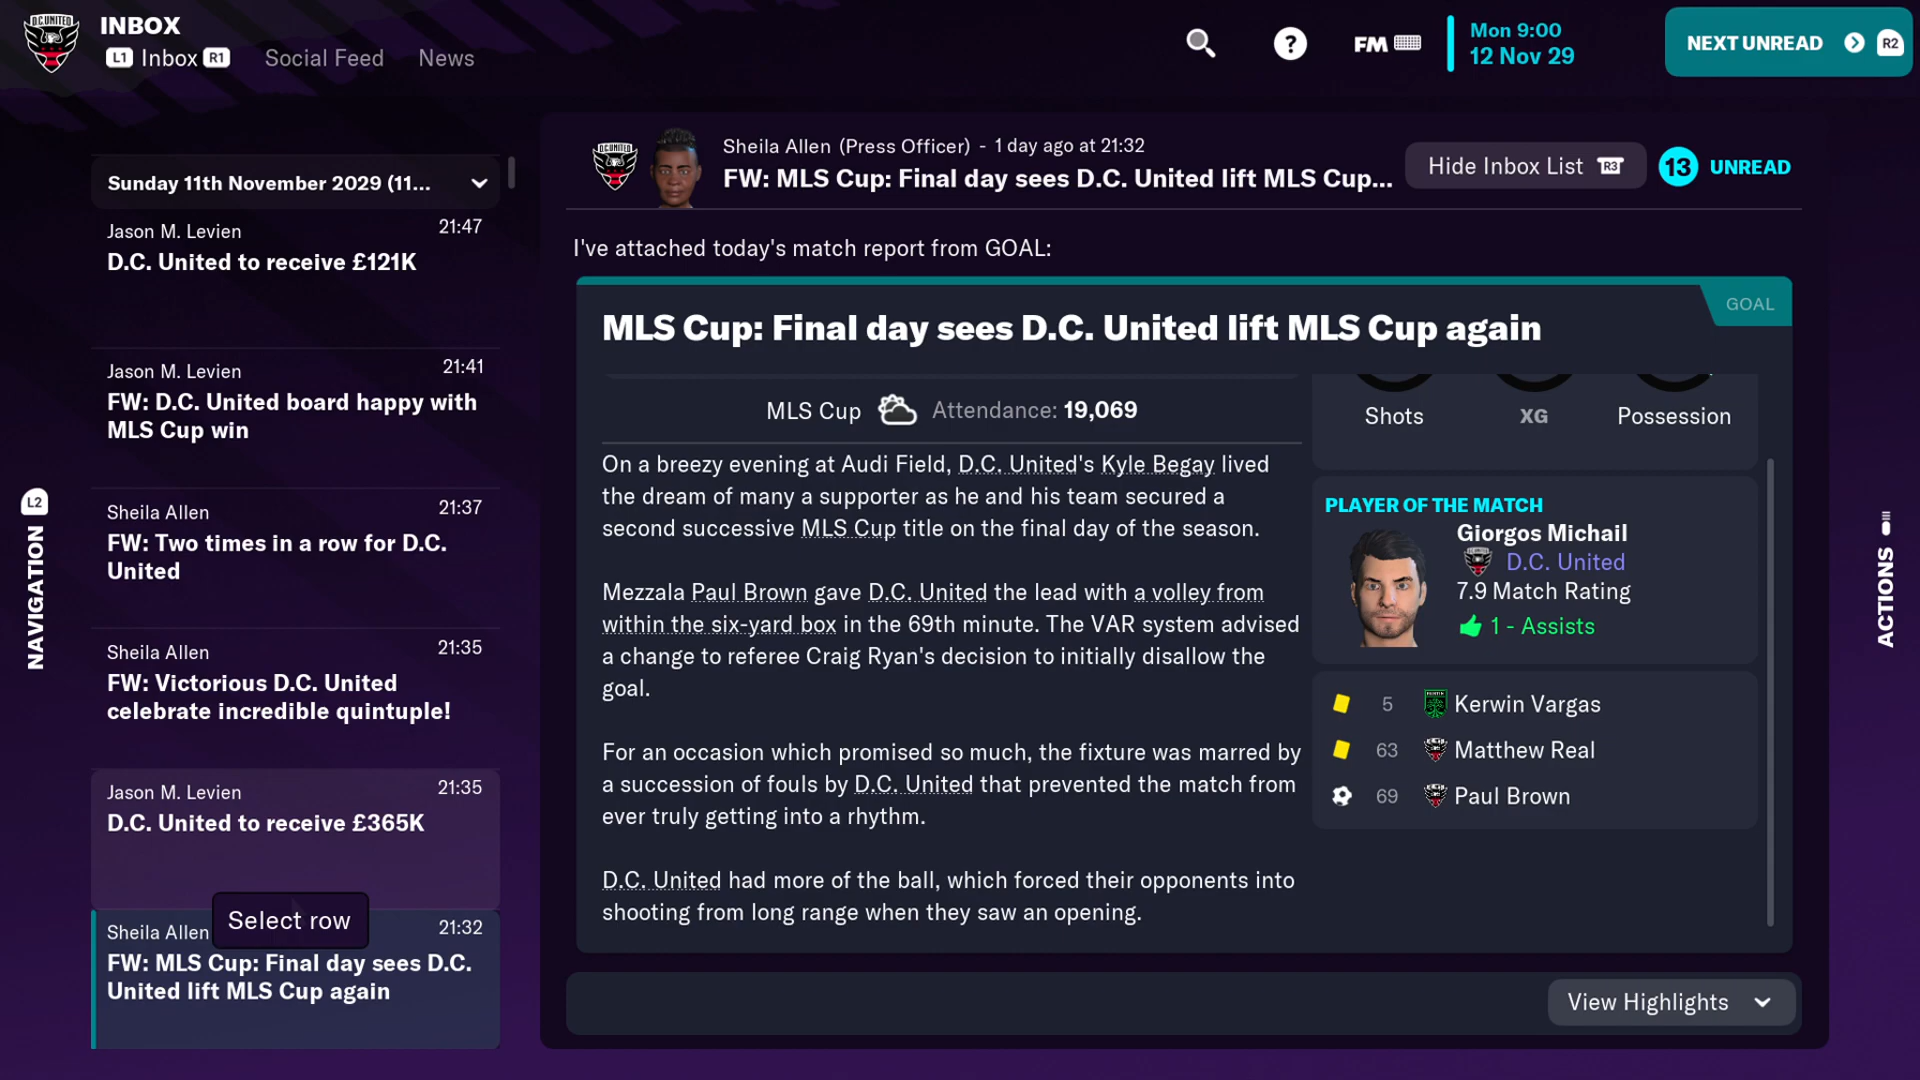 INBOX
L1 Inbox R1 Social Feed News
FM
Mon 9:00
12 Nov 29
NEXT UNREAD R2
L2
NAVIGATION
Sunday 11th November 2029 (11...
Jason M. Levien 21:47
D.C. United to receive £121K
Jason M. Levien 21:41
FW: D.C. United board happy with
MLS Cup win
Sheila Allen 21:37
FW: Two times in a row for D.C.
United
Sheila Allen 21:35
FW: Victorious D.C. United
celebrate incredible quintuple!
Jason M. Levien 21:35
D.C. United to receive £365K
Select row
Sheila Allen 21:32
FW: MLS Cup: Final day sees D.C.
United lift MLS Cup again
Sheila Allen (Press Officer) - 1 day ago at 21:32
FW: MLS Cup: Final day sees D.C. United lift MLS Cup...
Hide Inbox List R3
13 UNREAD
I've attached today's match report from GOAL:
GOAL
MLS Cup: Final day sees D.C. United lift MLS Cup again
MLS Cup Attendance: 19,069
On a breezy evening at Audi Field, D.C. United's Kyle Begay lived
the dream of many a supporter as he and his team secured a
second successive MLS Cup title on the final day of the season.
Mezzala Paul Brown gave D.C. United the lead with a volley from
within the six-yard box in the 69th minute. The VAR system advised
a change to referee Craig Ryan's decision to initially disallow the
goal.
For an occasion which promised so much, the fixture was marred by
a succession of fouls by D.C. United that prevented the match from
ever truly getting into a rhythm.
D.C. United had more of the ball, which forced their opponents into
shooting from long range when they saw an opening.
Shots XG Possession
PLAYER OF THE MATCH
Giorgos Michail
D.C. United
7.9 Match Rating
1 - Assists
5 Kerwin Vargas
63 Matthew Real
69 Paul Brown
View Highlights
ACTIONS